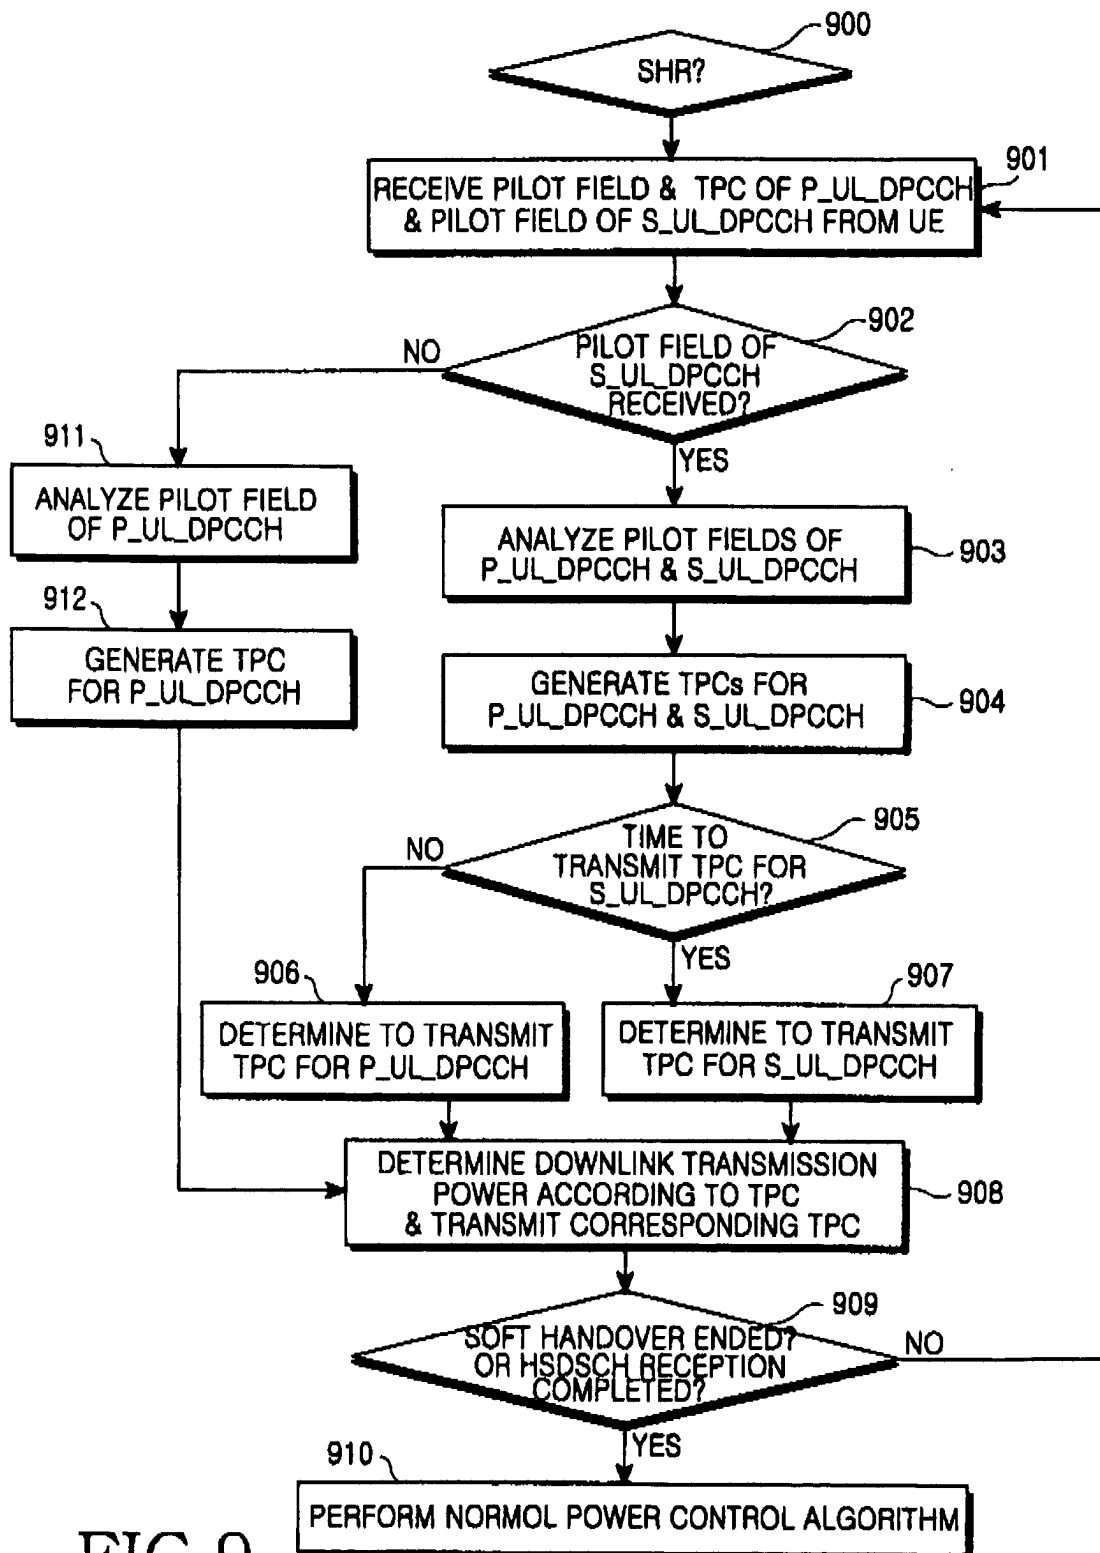 900
SHR?
901
RECEIVE PILOT FIELD & TPC OF P_UL_DPCCH
& PILOT FIELD OF S_UL_DPCCH FROM UE
902
NO
PILOT FIELD OF
S_UL_DPCCH
RECEIVED?
YES
911
ANALYZE PILOT FIELD
OF P_UL_DPCCH
ANALYZE PILOT FIELDS OF
P_UL_DPCCH & S_UL_DPCCH
903
912
GENERATE TPC
FOR P_UL_DPCCH
GENERATE TPCs FOR
P_UL_DPCCH & S_UL_DPCCH
904
905
NO
TIME TO
TRANSMIT TPC FOR
S_UL_DPCCH?
YES
906
907
DETERMINE TO TRANSMIT
TPC FOR P_UL_DPCCH
DETERMINE TO TRANSMIT
TPC FOR S_UL_DPCCH
DETERMINE DOWNLINK TRANSMISSION
POWER ACCORDING TO TPC
& TRANSMIT CORRESPONDING TPC
908
909
SOFT HANDOVER ENDED?
OR HSDSCH RECEPTION
COMPLETED?
NO
YES
910
PERFORM NORMOL POWER CONTROL ALGORITHM
FIG.9